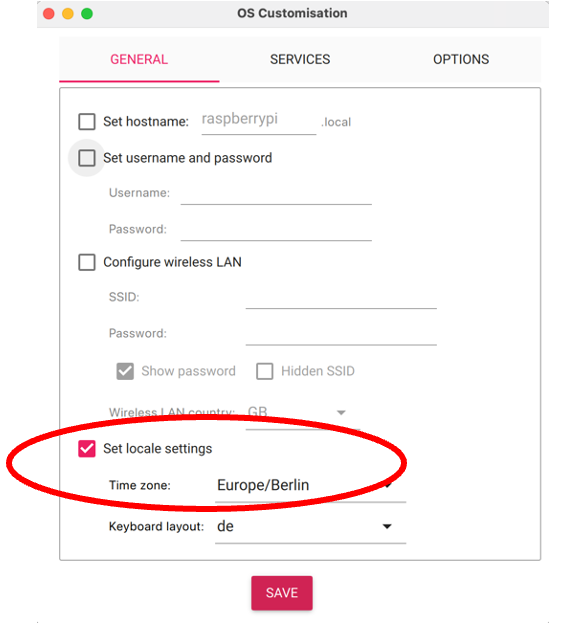 OS Customisation
GENERAL SERVICES OPTIONS
Set hostname: raspberrypi .local
Set username and password
Username:
Password:
Configure wireless LAN
SSID:
Password:
Show password Hidden SSID
Wireless LAN country: GB
Set locale settings
Time zone: Europe/Berlin
Keyboard layout: de
SAVE